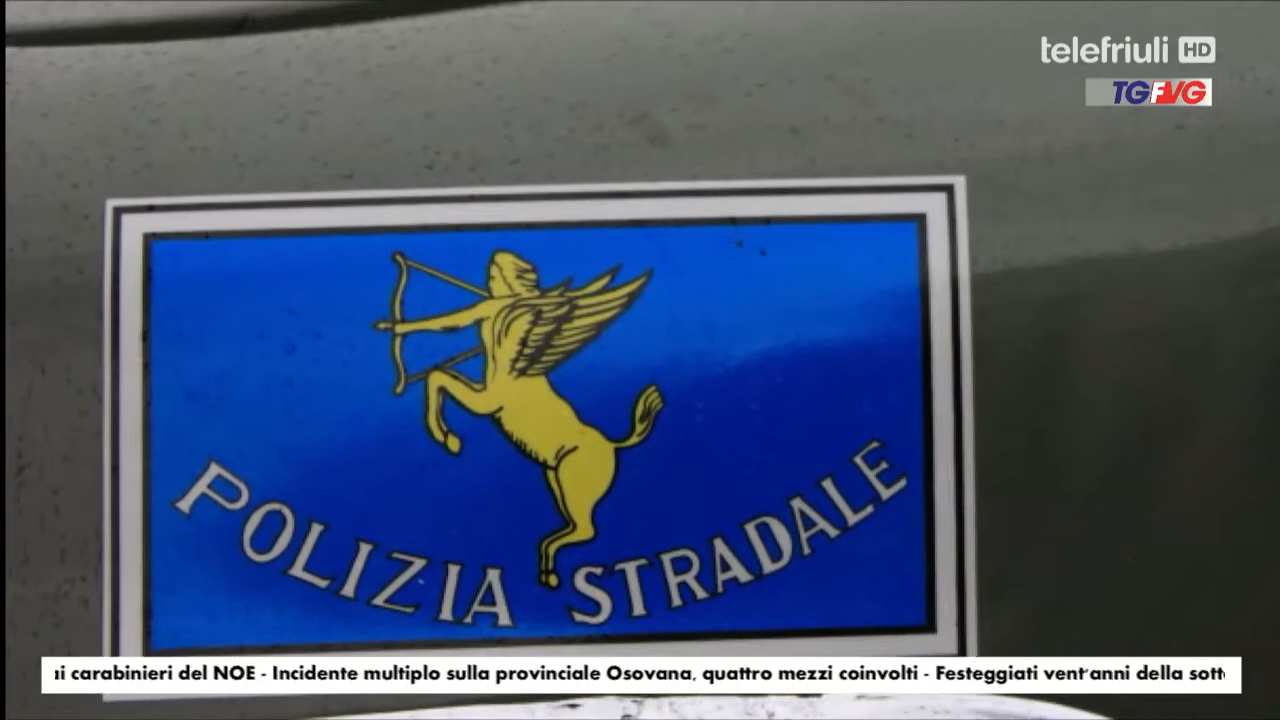 telefriuli HD
TGFVG
POLIZIA STRADALE
carabinieri del NOE - Incidente multiplo sulla provinciale Osovana, quattro mezzi coinvolti - Festeggiati vent'anni della